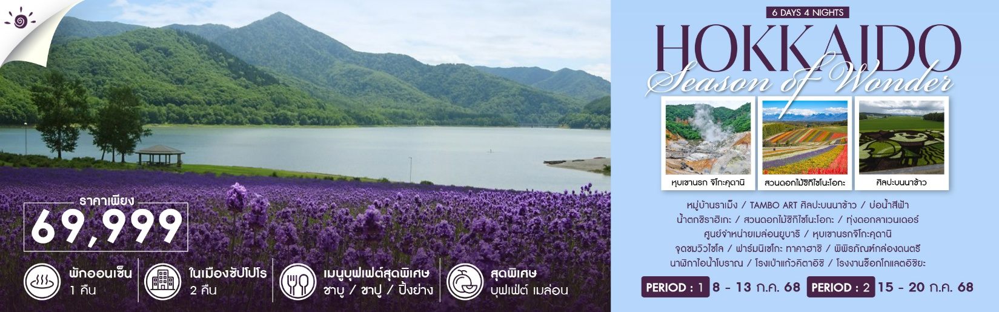 ราคาเพียง
69,999
พักออนเซ็น
1 คืน
ในเมืองซัปโปโร
2 คืน
เมนูบุฟเฟ่ต์สุดพิเศษ
ชาบู / ขาปู / ปิ้งย่าง
สุดพิเศษ
บุฟเฟ่ต์ เมล่อน
6 DAYS 4 NIGHTS
HOKKAIDO
Season of Wonder
หุบเขานรก จิโกะคุดานิ
สวนดอกไม้ชิกิไซโนะโอกะ
ศิลปะบนนาข้าว
หมู่บ้านราเม็ง / TAMBO ART ศิลปะบนนาข้าว / บ่อน้ำสีฟ้า
น้ำตกชิราฮิเกะ / สวนดอกไม้ชิกิไซโนะโอกะ / ทุ่งดอกลาเวนเดอร์
ศูนย์จำหน่ายเมล่อนยูบาริ / หุบเขานรกจิโกะคุดานิ
จุดชมวิวไซโล / ฟาร์มนิเซโกะ ทาคาฮาชิ / พิพิธภัณฑ์กล่องดนตรี
นาฬิกาไอน้ำโบราณ / โรงเป่าแก้วคิตาอิชิ / โรงงานช็อกโกแลตอิชิยะ
PERIOD : 1 8 - 13 ก.ค. 68 PERIOD : 2 15 - 20 ก.ค. 68